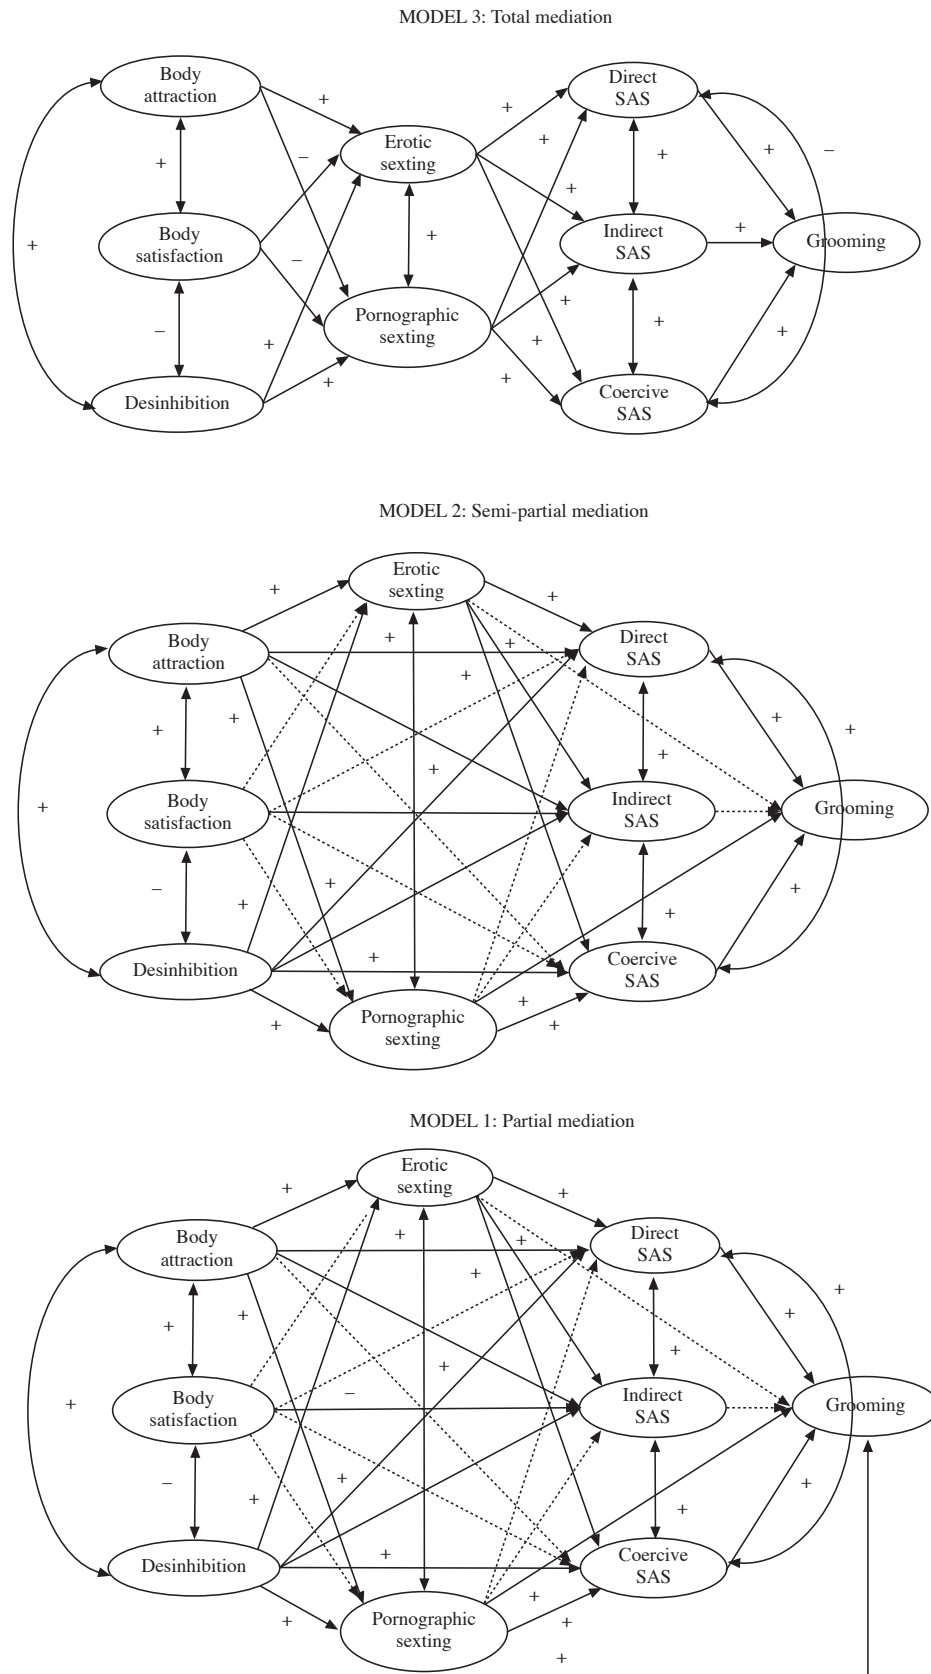 MODEL 3: Total mediation
Body
attraction
Direct
SAS
+
+
+
Erotic
sexting
+
+
−
+
+
−
+
Body
satisfaction
+
−
+
Indirect
SAS
+
Grooming
+
Pornographic
sexting
+
−
+
+
+
+
+
+
Desinhibition
Coercive
SAS
MODEL 2: Semi-partial mediation
Erotic
sexting
+
+
Body
attraction
+
+
Direct
SAS
+
+
+
+
+
+
+
+
Body
satisfaction
Indirect
SAS
Grooming
+
−
+
+
+
+
Desinhibition
+
Coercive
SAS
+
+
+
Pornographic
sexting
MODEL 1: Partial mediation
Erotic
sexting
+
+
Body
attraction
+
+
Direct
SAS
+
+
+
+
+
+
+
−
+
Body
satisfaction
Indirect
SAS
Grooming
−
+
+
+
+
Desinhibition
+
Coercive
SAS
+
+
+
Pornographic
sexting
+